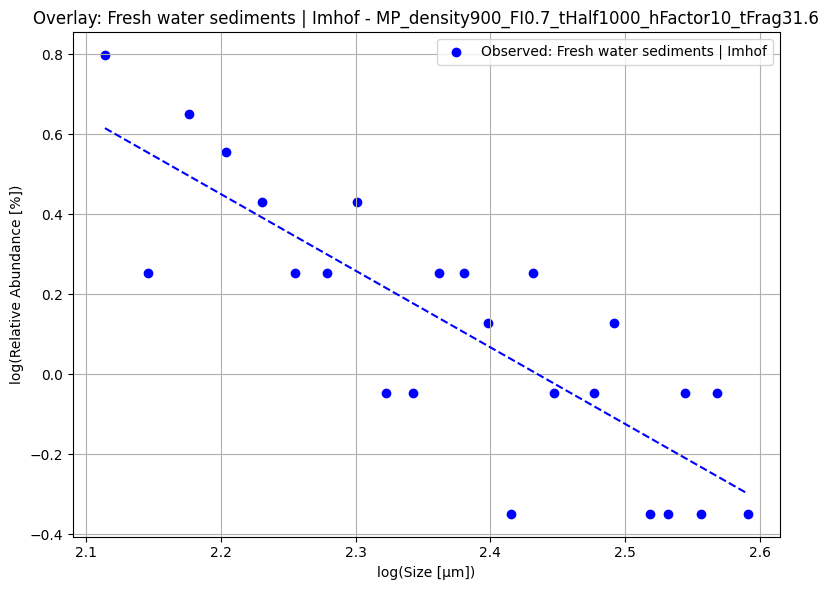 Overlay: Fresh water sediments | Imhof - MP_density900_FI0.7_tHalf1000_hFactor10_tFrag31.6
Observed: Fresh water sediments | Imhof
log(Relative Abundance [%])
0.8
0.6
0.4
0.2
0.0
−0.2
−0.4
2.1 2.2 2.3 2.4 2.5 2.6
log(Size [μm])